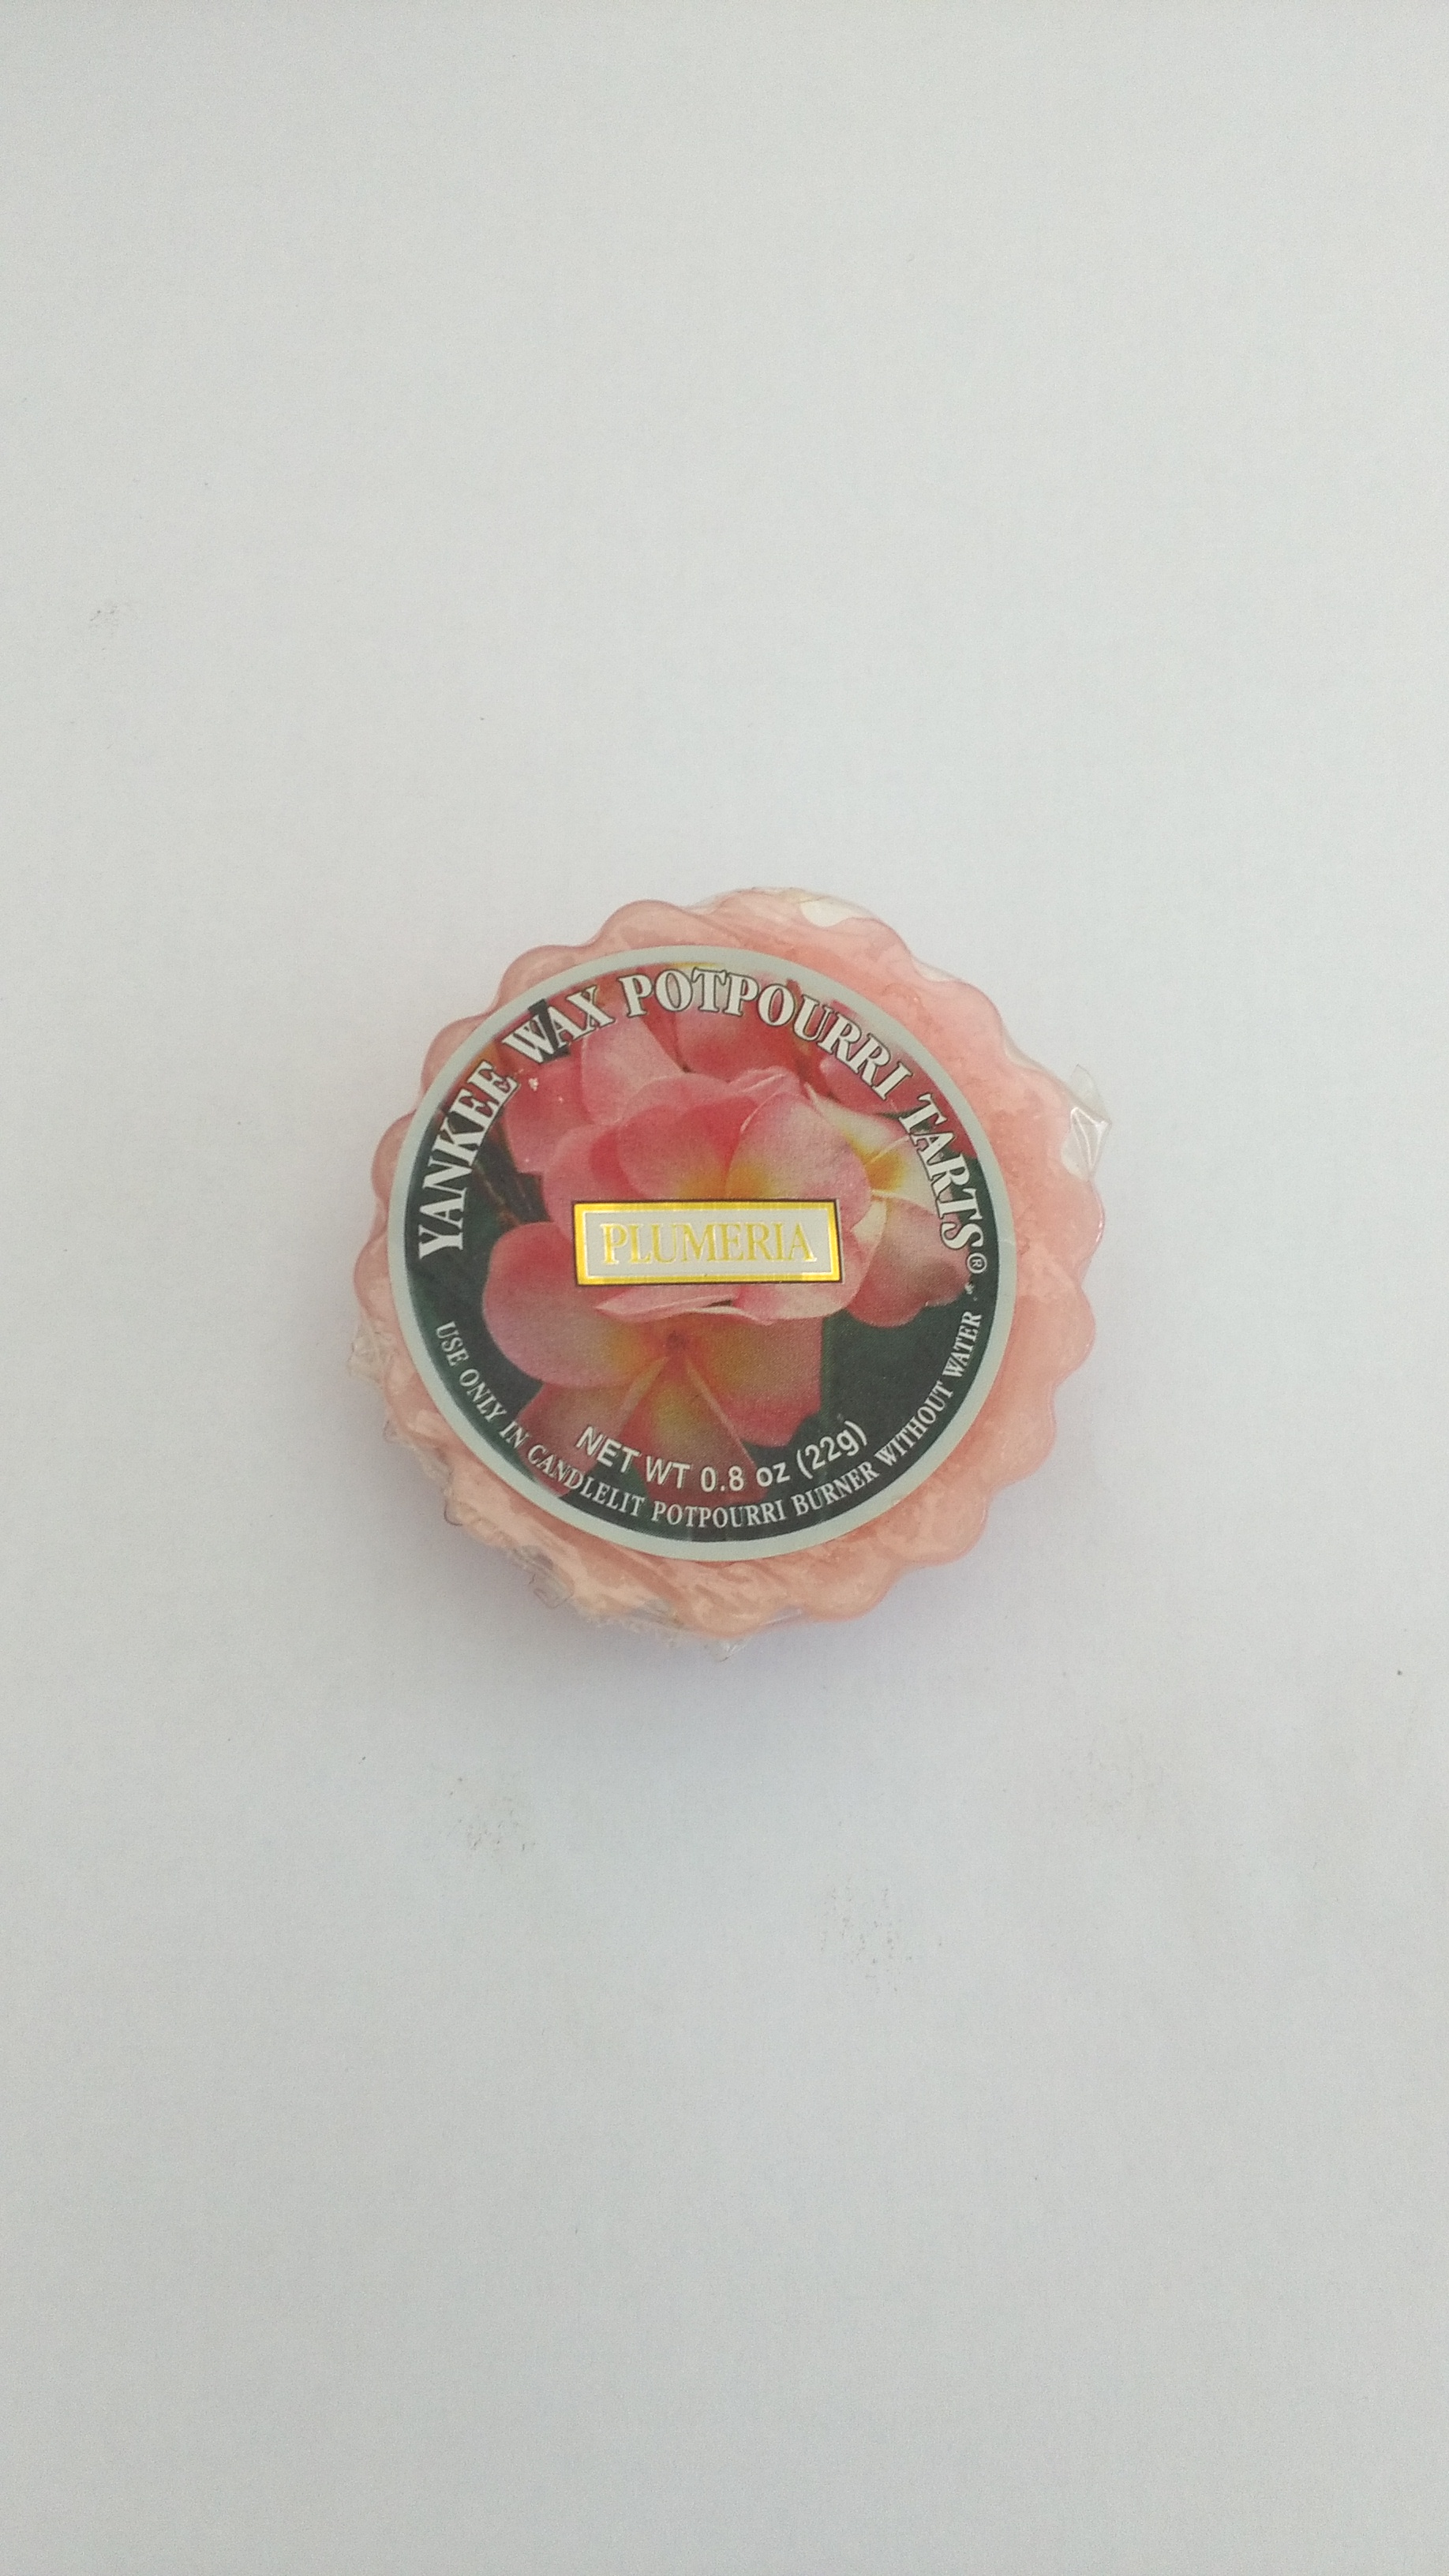 YANKEE WAX POTPOURRI TARTS®
PLUMERIA
NET WT 0.8 oz (22g)
USE ONLY IN CANDLELIT POTPOURRI BURNER WITHOUT WATER